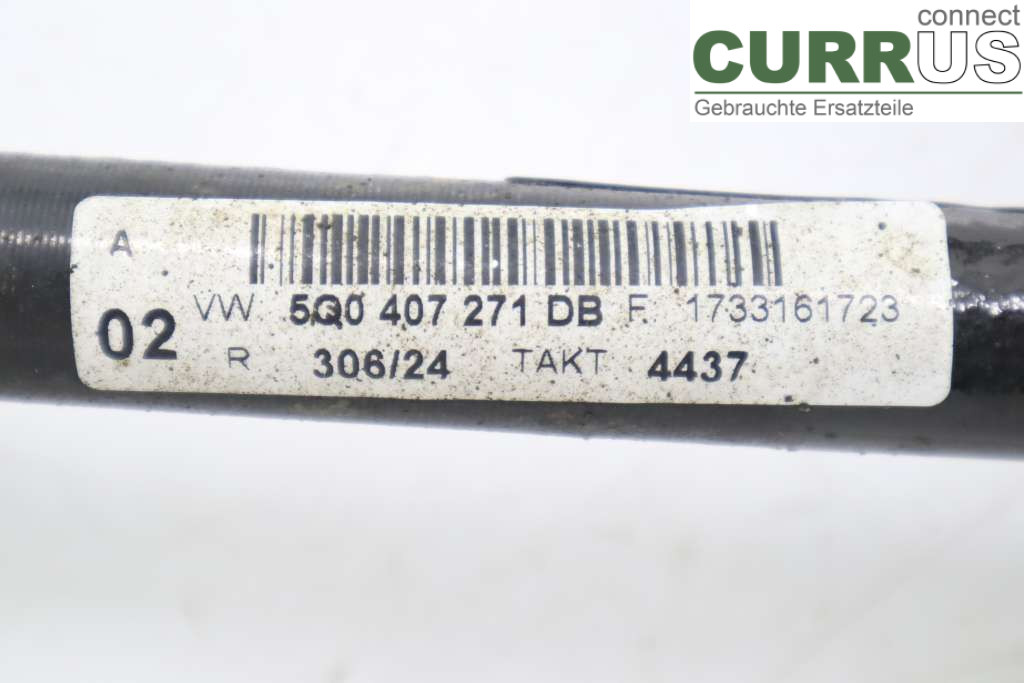 connect
CURRUS
Gebrauchte Ersatzteile
A
02 VW. 5Q0 407 271 DB F. 1733161723
R 306/24 TAKT 4437